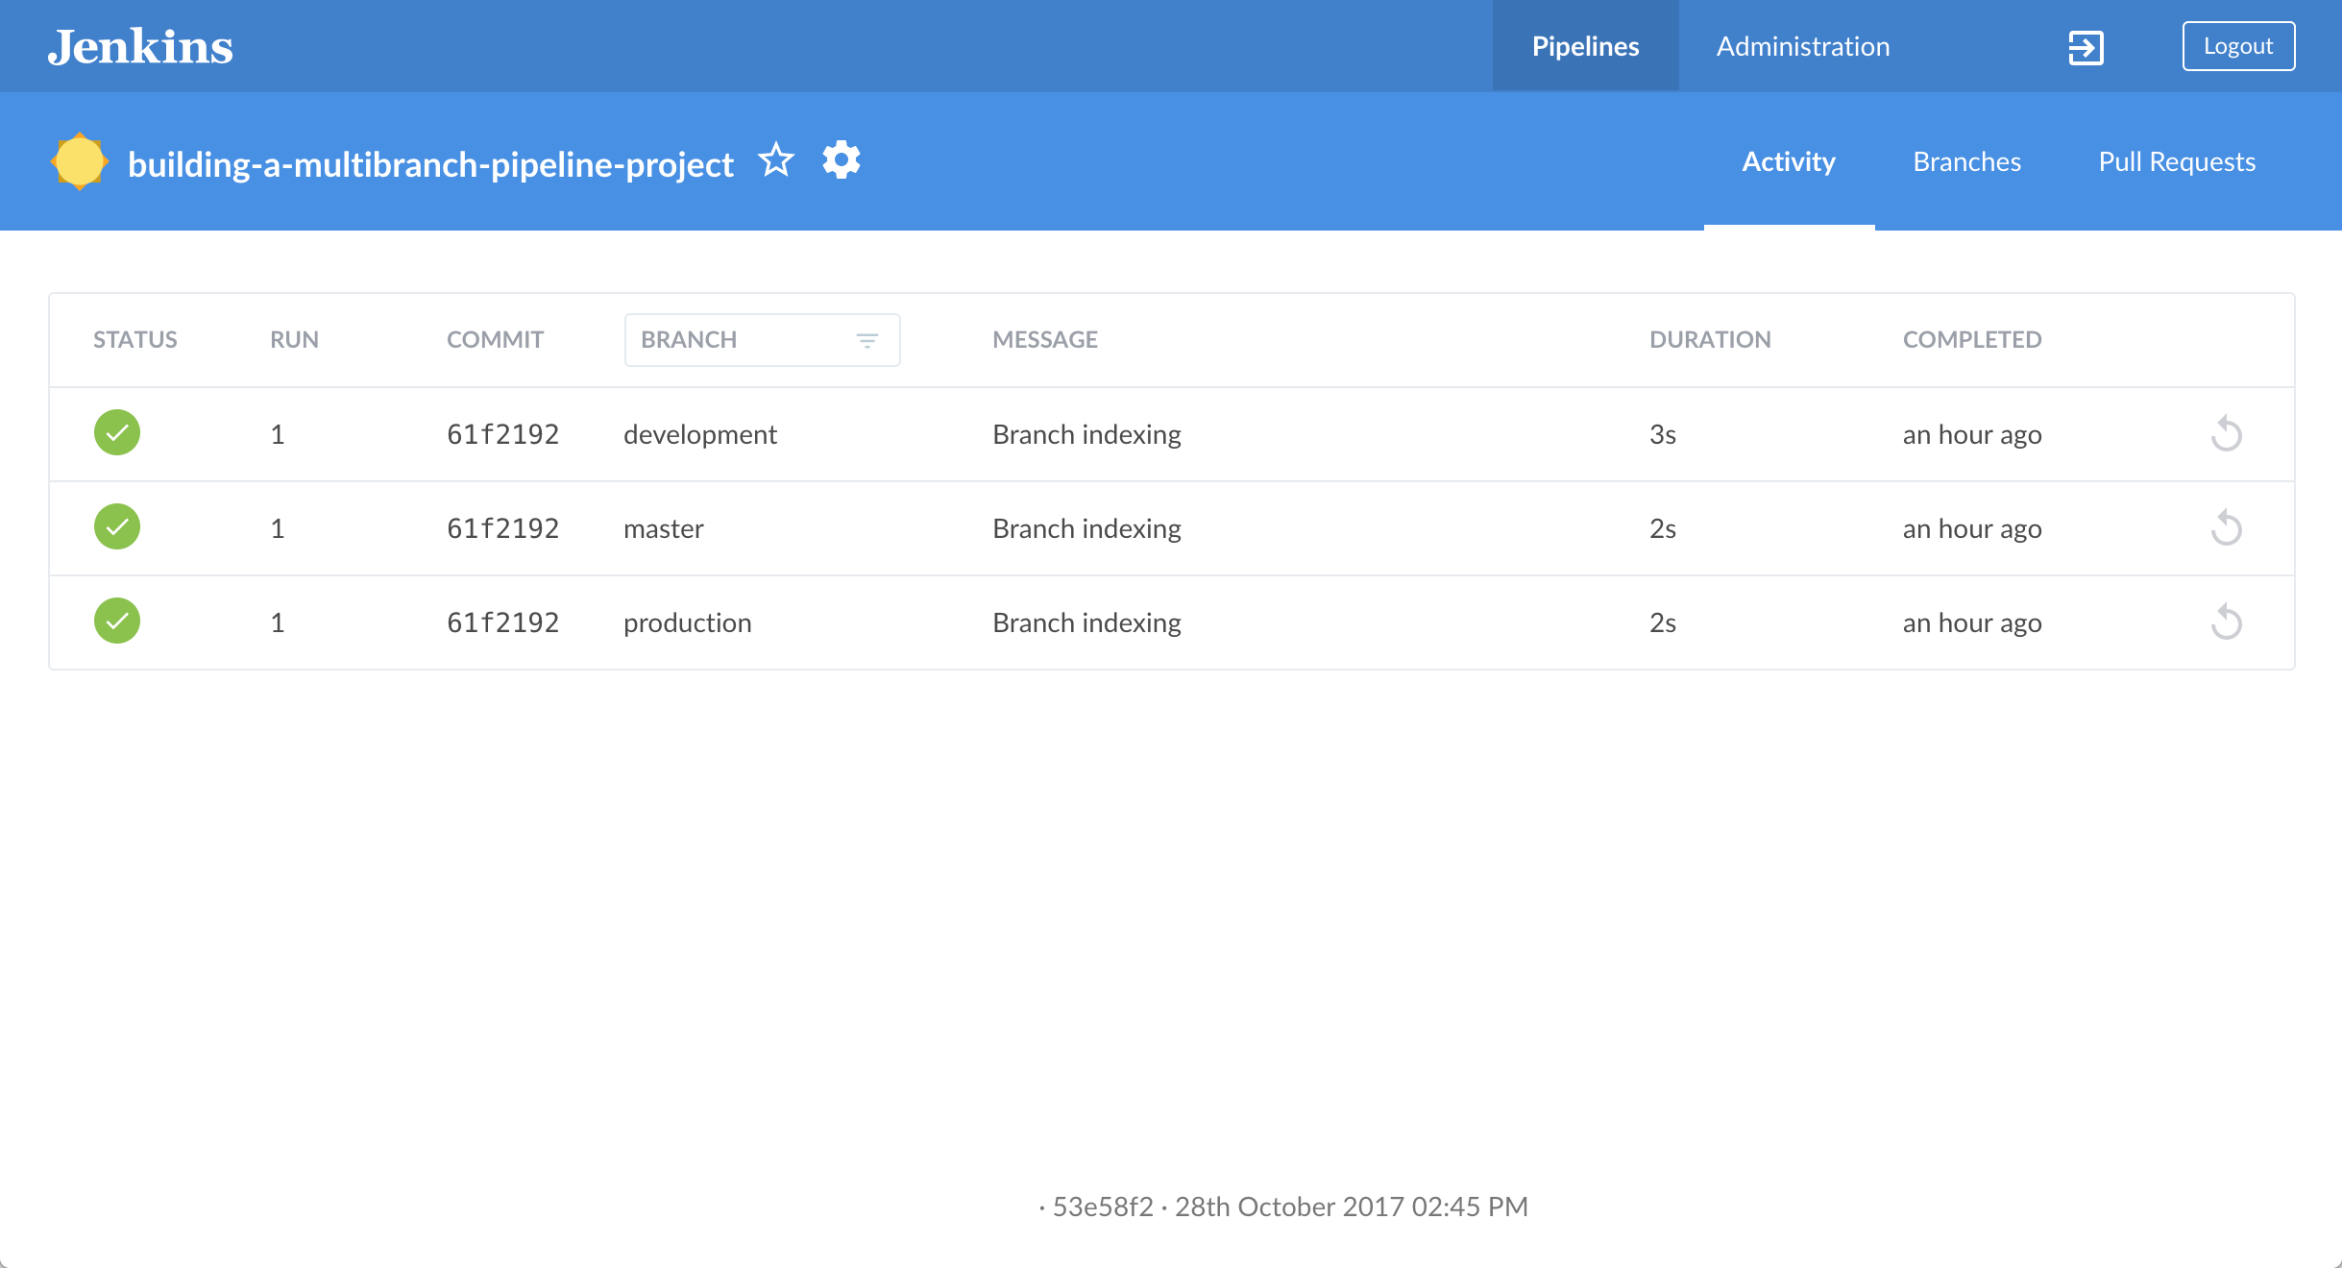 Jenkins Pipelines Administration Logout
building-a-multibranch-pipeline-project Activity Branches Pull Requests
STATUS RUN COMMIT BRANCH MESSAGE DURATION COMPLETED
1 61f2192 development Branch indexing 3s an hour ago
1 61f2192 master Branch indexing 2s an hour ago
1 61f2192 production Branch indexing 2s an hour ago
· 53e58f2 · 28th October 2017 02:45 PM